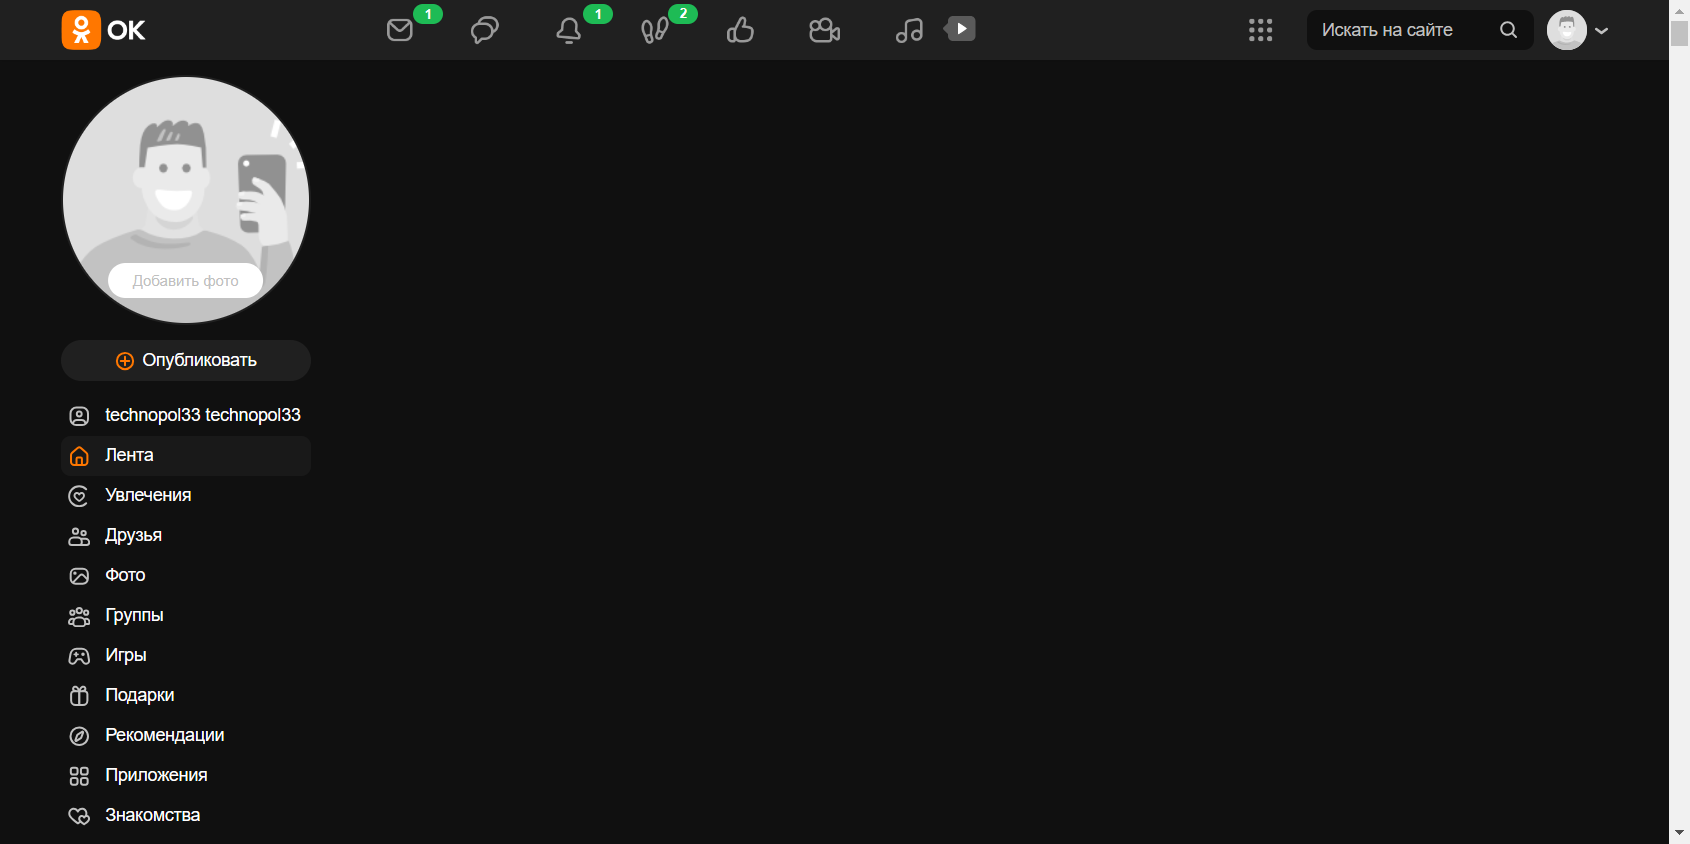 ОК
1
1
2
Искать на сайте
Добавить фото
Опубликовать
technopol33 technopol33
Лента
Увлечения
Друзья
Фото
Группы
Игры
Подарки
Рекомендации
Приложения
Знакомства